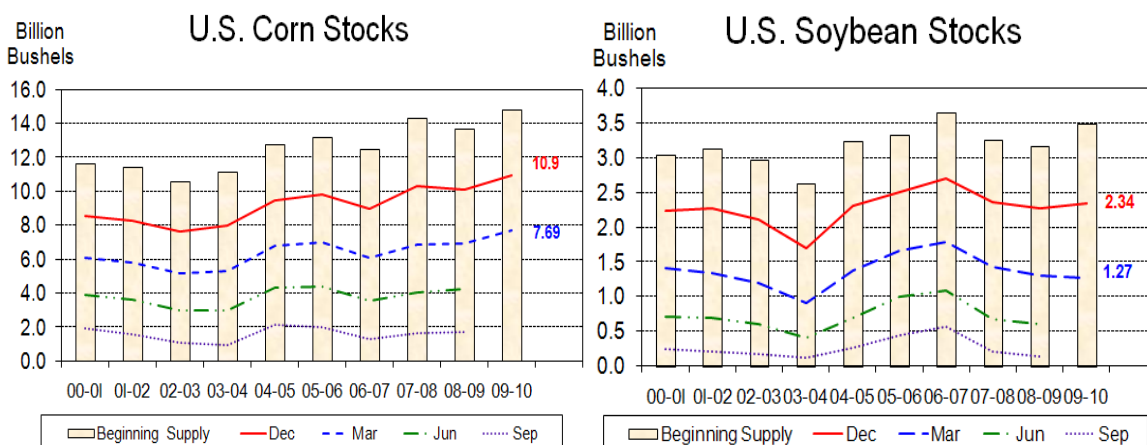 U.S. Corn Stocks
Billion
Bushels
16.0
14.0
12.0
10.0
8.0
6.0
4.0
2.0
0.0
10.9
7.69
00-01 01-02 02-03 03-04 04-05 05-06 06-07 07-08 08-09 09-10
Beginning Supply Dec Mar Jun Sep
U.S. Soybean Stocks
Billion
Bushels
4.0
3.5
3.0
2.5
2.0
1.5
1.0
0.5
0.0
2.34
1.27
00-01 01-02 02-03 03-04 04-05 05-06 06-07 07-08 08-09 09-10
Beginning Supply Dec Mar Jun Sep